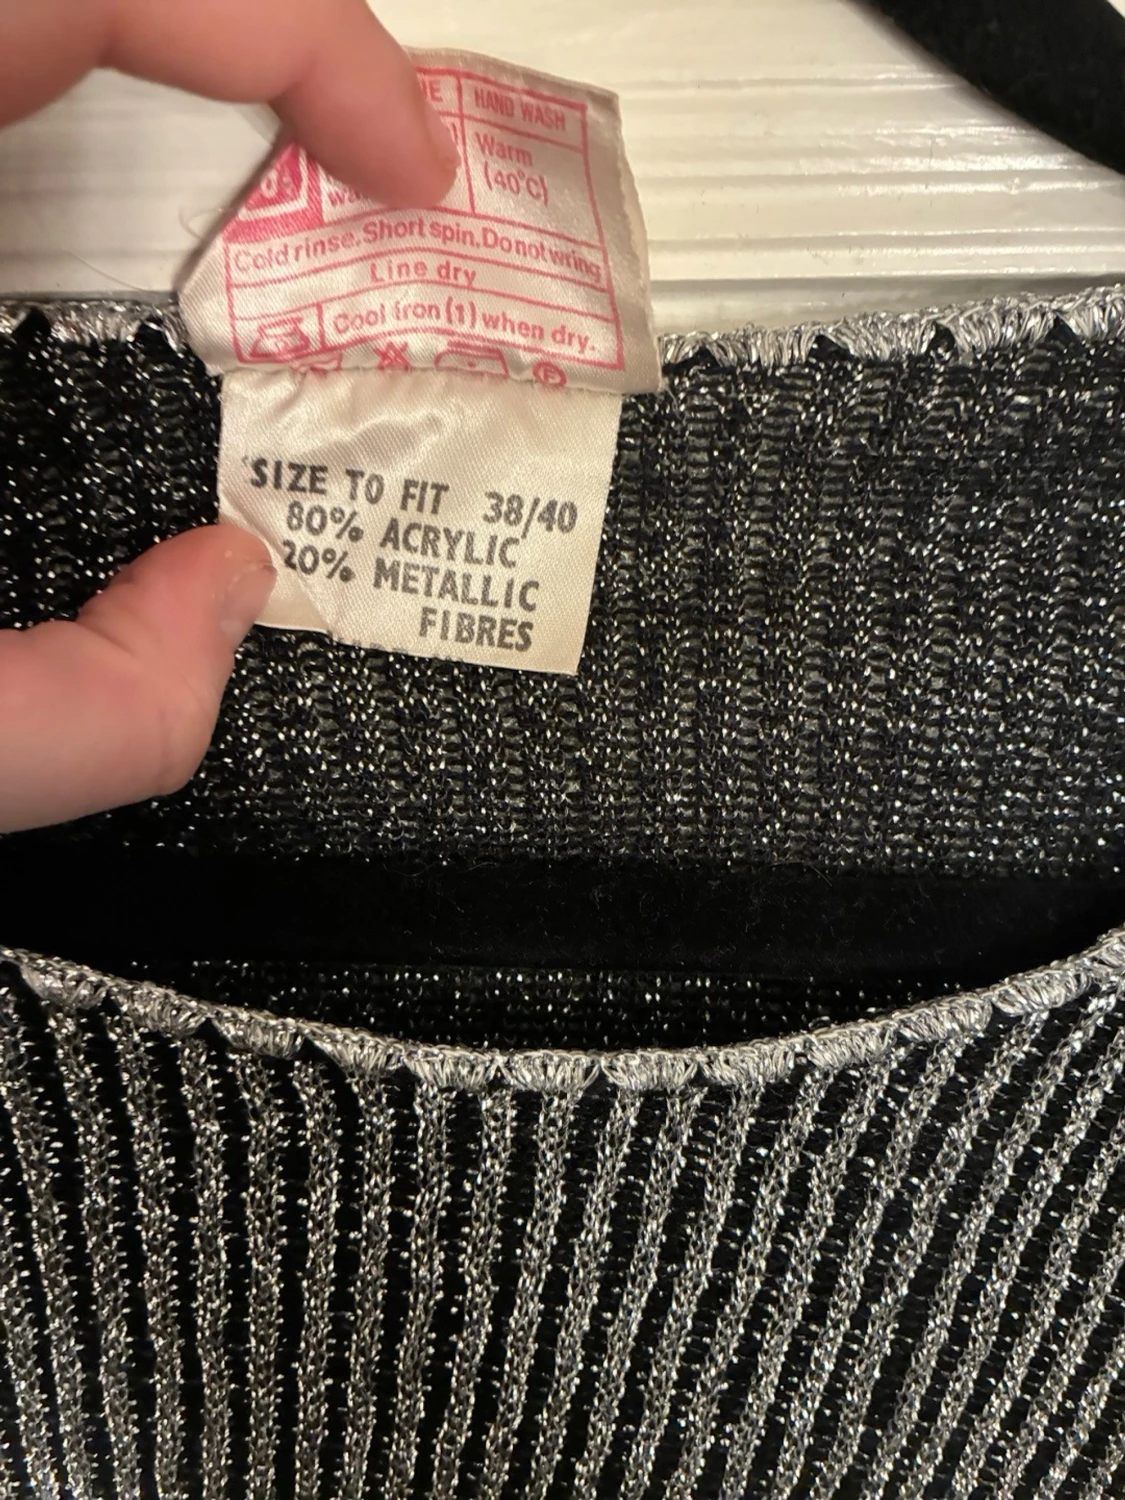 HAND WASH
Warm
(40°C)
Cold rinse. Short spin. Do not wring
Line dry
Cool iron (1) when dry.
SIZE TO FIT 38/40
80% ACRYLIC
20% METALLIC
FIBRES